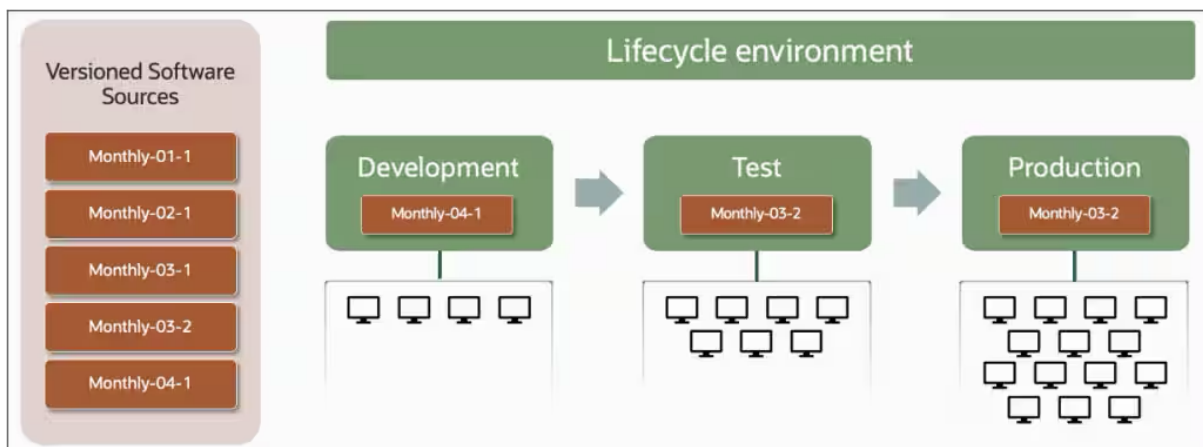 Versioned Software
Sources
Monthly-01-1
Monthly-02-1
Monthly-03-1
Monthly-03-2
Monthly-04-1
Lifecycle environment
Development
Monthly-04-1
Test
Monthly-03-2
Production
Monthly-03-2